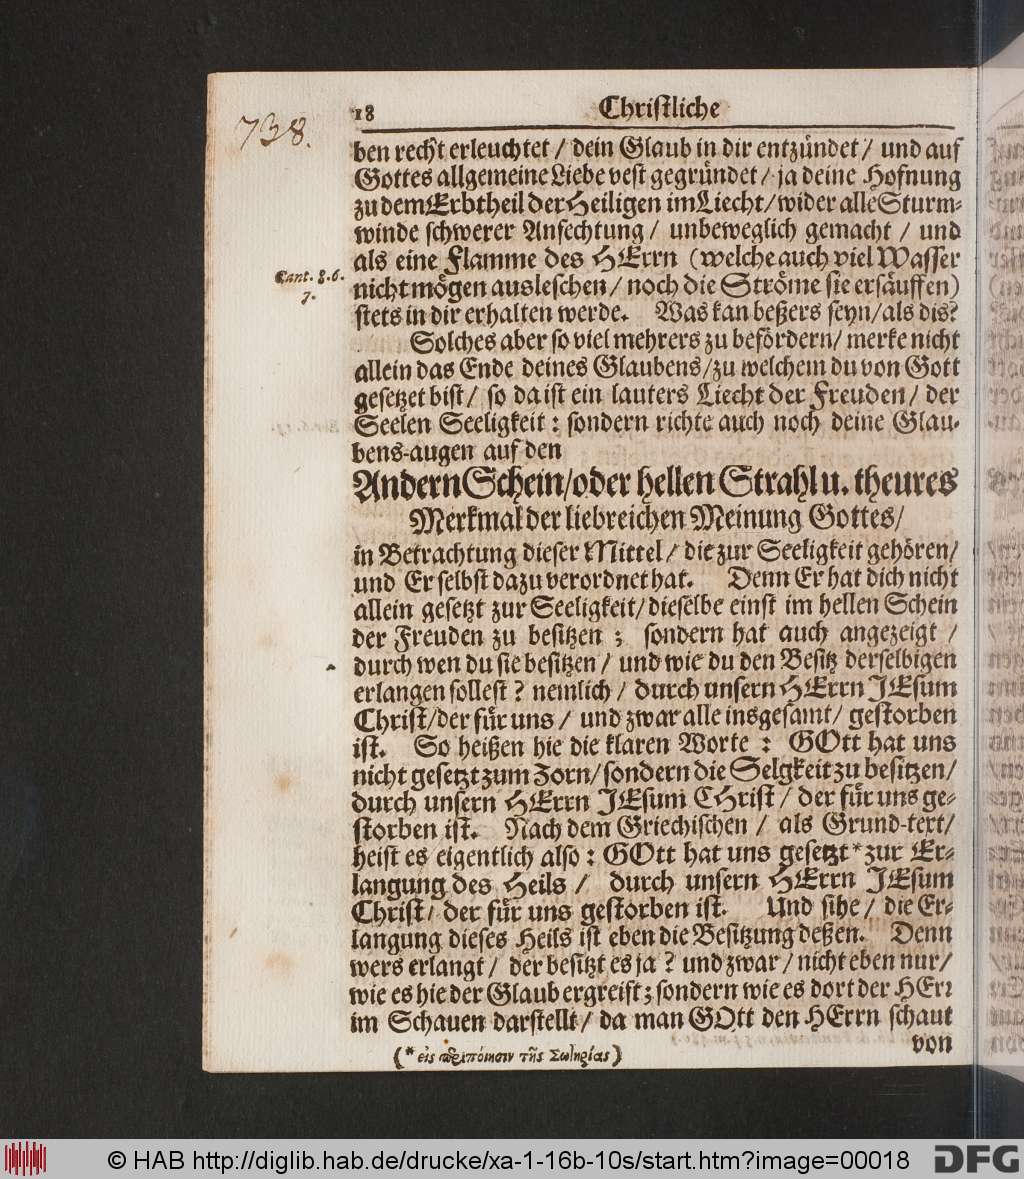 738.
18 Christliche
ben recht erleuchtet / dein Glaub in dir entzündet / und auf
Gottes allgemeine Liebe vest gegründet / ja deine Hofnung
zu dem Erbtheil der Heiligen im Liecht / wider alle Sturm-
winde schwerer Anfechtung / unbeweglich gemacht / und
als eine Flamme des HErrn (welche auch viel Wasser
Cant. 8. 6.
7.
nicht mögen ausleschen / noch die Ströme sie ersäuffen)
stets in dir erhalten werde. Was kan beßers seyn / als dis?
Solches aber so viel mehrers zu befördern / merke nicht
allein das Ende deines Glaubens / zu welchem du von Gott
gesetzet bist / so da ist ein lauters Liecht der Freuden / der
Seelen Seeligkeit : sondern richte auch noch deine Glau-
bens-augen auf den
Andern Schein / oder hellen Strahl u. theures
Merkmal der liebreichen Meinung Gottes /
in Betrachtung dieser Mittel / die zur Seeligkeit gehören /
und Er selbst dazu verordnet hat. Denn Er hat dich nicht
allein gesetzt zur Seeligkeit / dieselbe einst im hellen Schein
der Freuden zu besitzen ; sondern hat auch angezeigt /
durch wen du sie besitzen / und wie du den Besitz derselbigen
erlangen sollest ? nemlich / durch unsern HErrn JEsum
Christ / der für uns / und zwar alle insgesamt / gestorben
ist. So heißen hie die klaren Worte : GOtt hat uns
nicht gesetzt zum Zorn / sondern die Selgkeit zu besitzen /
durch unsern HErrn JEsum CHrist / der für uns ge-
storben ist. Nach dem Griechischen / als Grund-text /
heist es eigentlich also : GOtt hat uns gesetzt * zur Er-
langung des Heils / durch unsern HErrn JEsum
Christ / der für uns gestorben ist. Und sihe / die Er-
langung dieses Heils ist eben die Besitzung deßen. Denn
wers erlangt / der besitzt es ja ? und zwar / nicht eben nur /
wie es hie der Glaub ergreift ; sondern wie es dort der HErr
im Schauen darstellt / da man GOtt den HErrn schaut
von
(* εἰς περιπόιησιν τῆς Σωτηρίας)
© HAB http://diglib.hab.de/drucke/xa-1-16b-10s/start.htm?image=00018
DFG